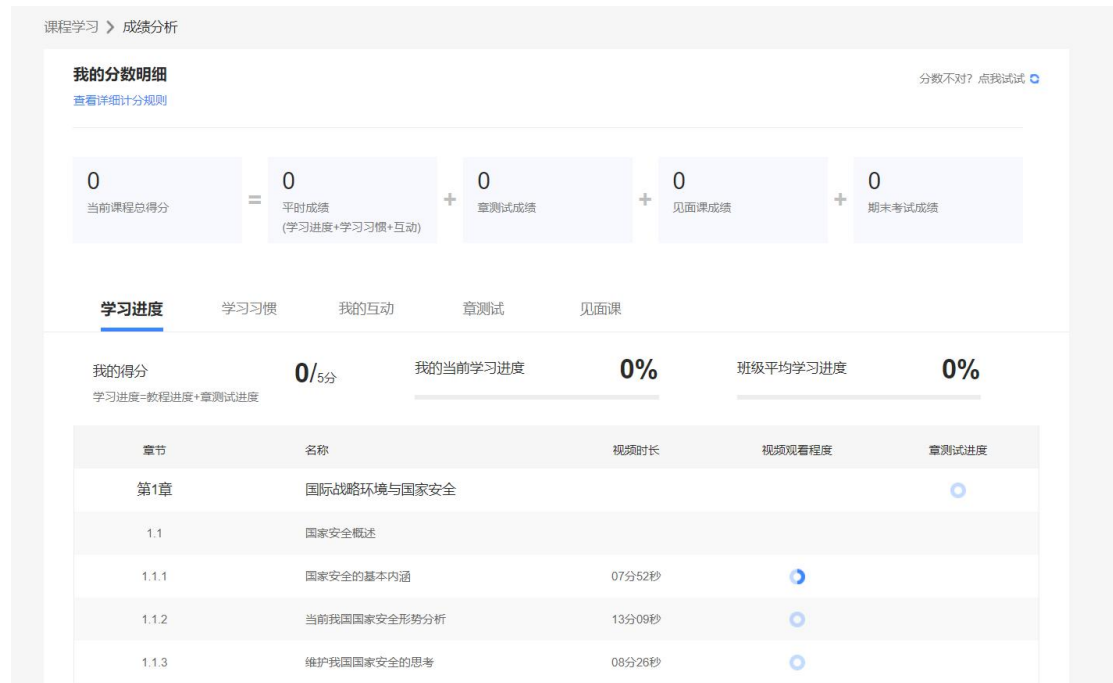 课程学习 > 成绩分析
我的分数明细
分数不对？点我试试
查看详细计分规则
0 = 0 + 0 + 0 + 0
当前课程总得分 平时成绩 章测试成绩 见面课成绩 期末考试成绩
(学习进度+学习习惯+互动)
学习进度 学习习惯 我的互动 章测试 见面课
我的得分 0/5分 我的当前学习进度 0% 班级平均学习进度 0%
学习进度=教程进度+章测试进度
章节 名称 视频时长 视频观看程度 章测试进度
第1章 国际战略环境与国家安全
1.1 国家安全概述
1.1.1 国家安全的基本内涵 07分52秒
1.1.2 当前我国国家安全形势分析 13分09秒
1.1.3 维护我国国家安全的思考 08分26秒